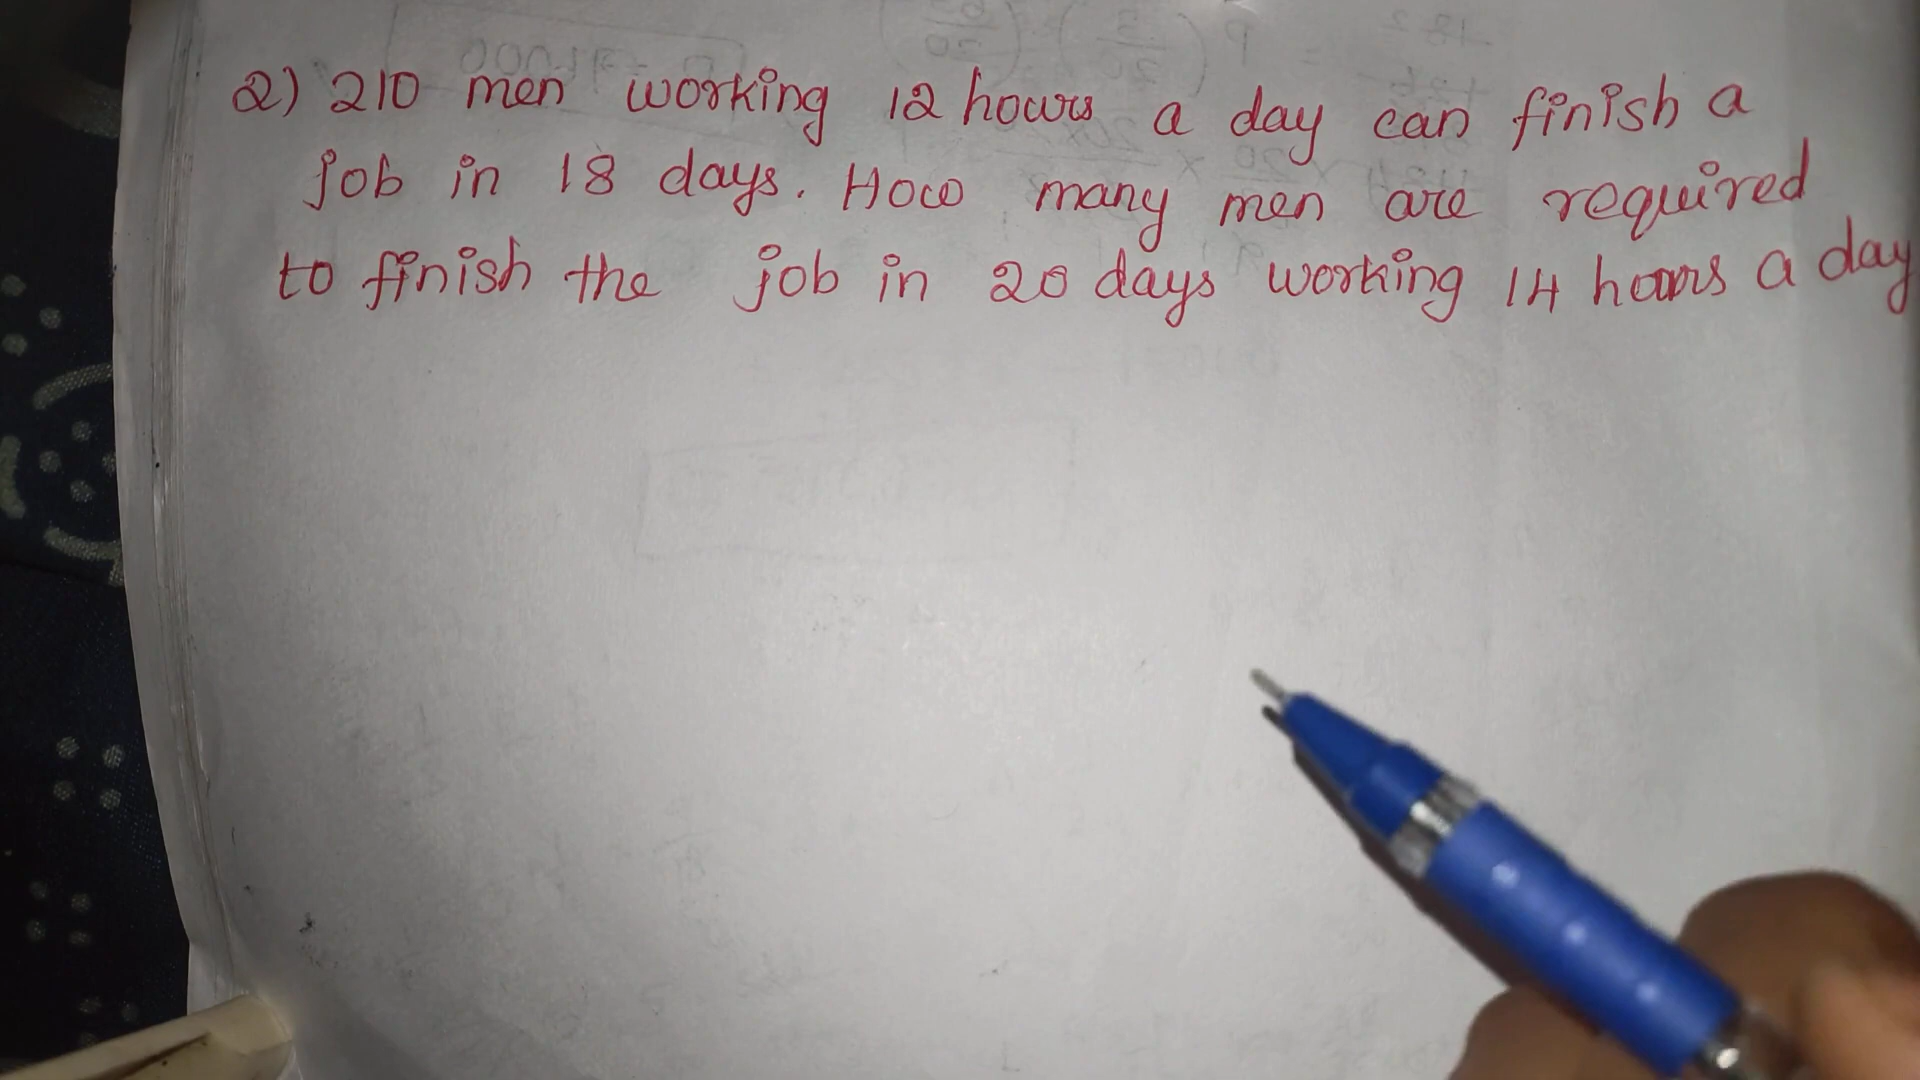 2) 210 men working 12 hours a day can finish a
job in 18 days. How many men are required
to finish the job in 20 days working 14 hours a day